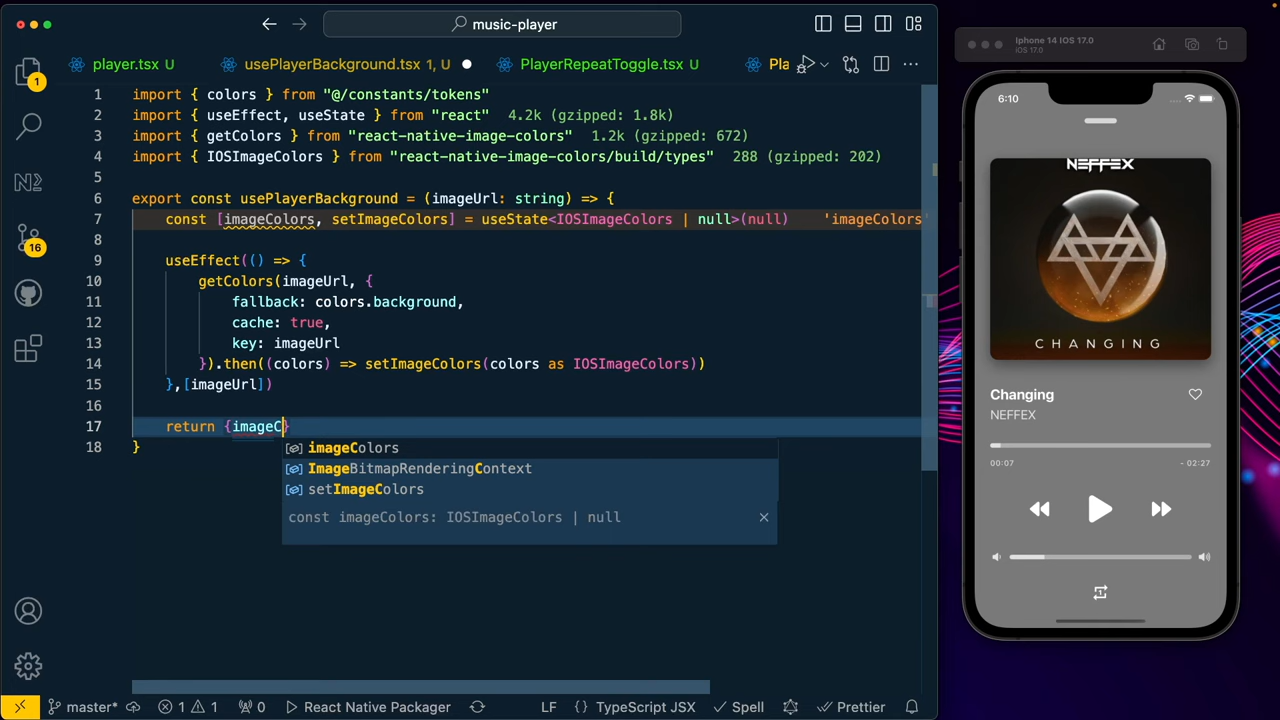 music-player
player.tsx U
usePlayerBackground.tsx 1, U
PlayerRepeatToggle.tsx U
Pla
1
16
1 import { colors } from "@/constants/tokens"
2 import { useEffect, useState } from "react" 4.2k (gzipped: 1.8k)
3 import { getColors } from "react-native-image-colors" 1.2k (gzipped: 672)
4 import { IOSImageColors } from "react-native-image-colors/build/types" 288 (gzipped: 202)
5
6 export const usePlayerBackground = (imageUrl: string) => {
7 const [imageColors, setImageColors] = useState<IOSImageColors | null>(null) 'imageColors'
8
9 useEffect(() => {
10 getColors(imageUrl, {
11 fallback: colors.background,
12 cache: true,
13 key: imageUrl
14 }).then((colors) => setImageColors(colors as IOSImageColors))
15 },[imageUrl])
16
17 return {imageC}
18 }
imageColors
ImageBitmapRenderingContext
setImageColors
const imageColors: IOSImageColors | null
master* 1 1 0 React Native Packager LF {} TypeScript JSX Spell Prettier
Iphone 14 IOS 17.0
iOS 17.0
6:10
NEFFEX
CHANGING
Changing
NEFFEX
00:07 - 02:27
1